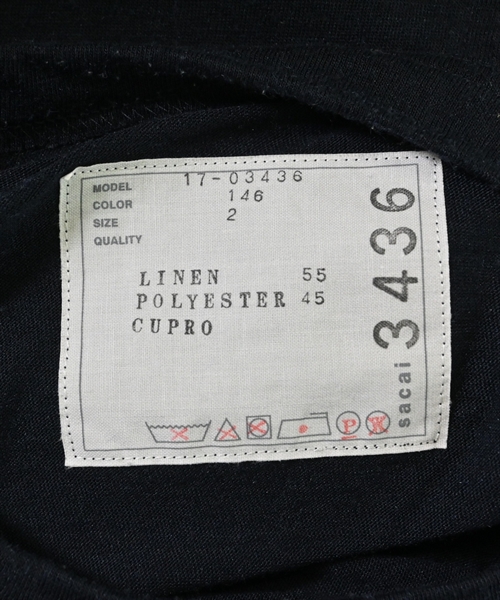 MODEL 17-03436
COLOR 146
SIZE 2
QUALITY
LINEN 55
POLYESTER 45
CUPRO
P
W
sacai 3436